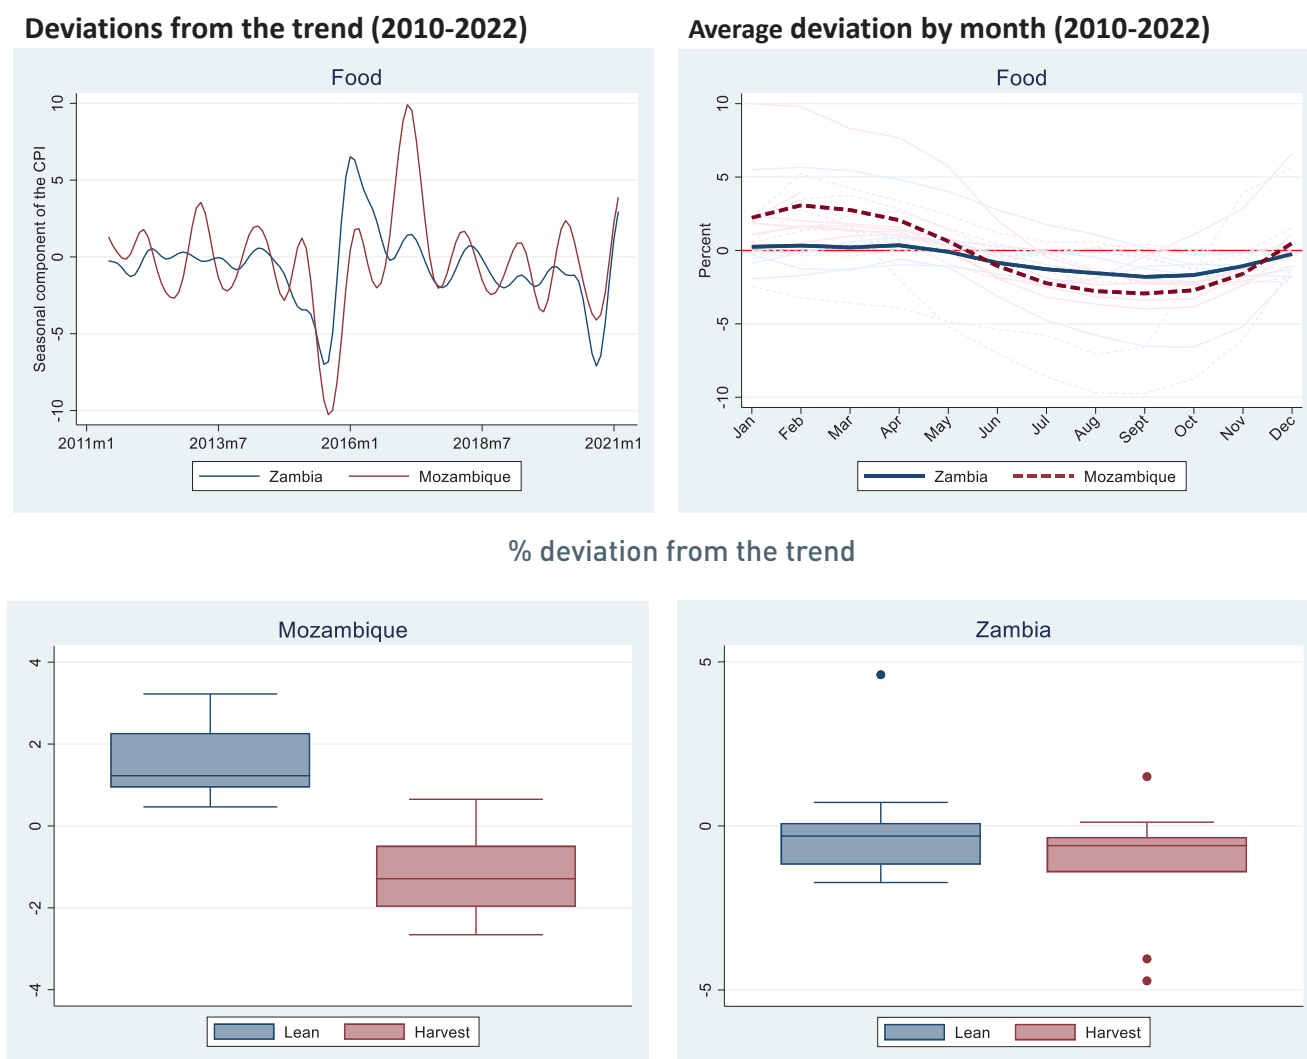 Deviations from the trend (2010-2022)
Food
Seasonal component of the CPI
10
5
0
-5
-10
2011m1 2013m7 2016m1 2018m7 2021m1
Zambia Mozambique
Average deviation by month (2010-2022)
Food
Percent
10
5
0
-5
-10
Jan Feb Mar Apr May Jun Jul Aug Sept Oct Nov Dec
Zambia Mozambique
% deviation from the trend
Mozambique
4
2
0
-2
-4
Lean Harvest
Zambia
5
0
-5
Lean Harvest